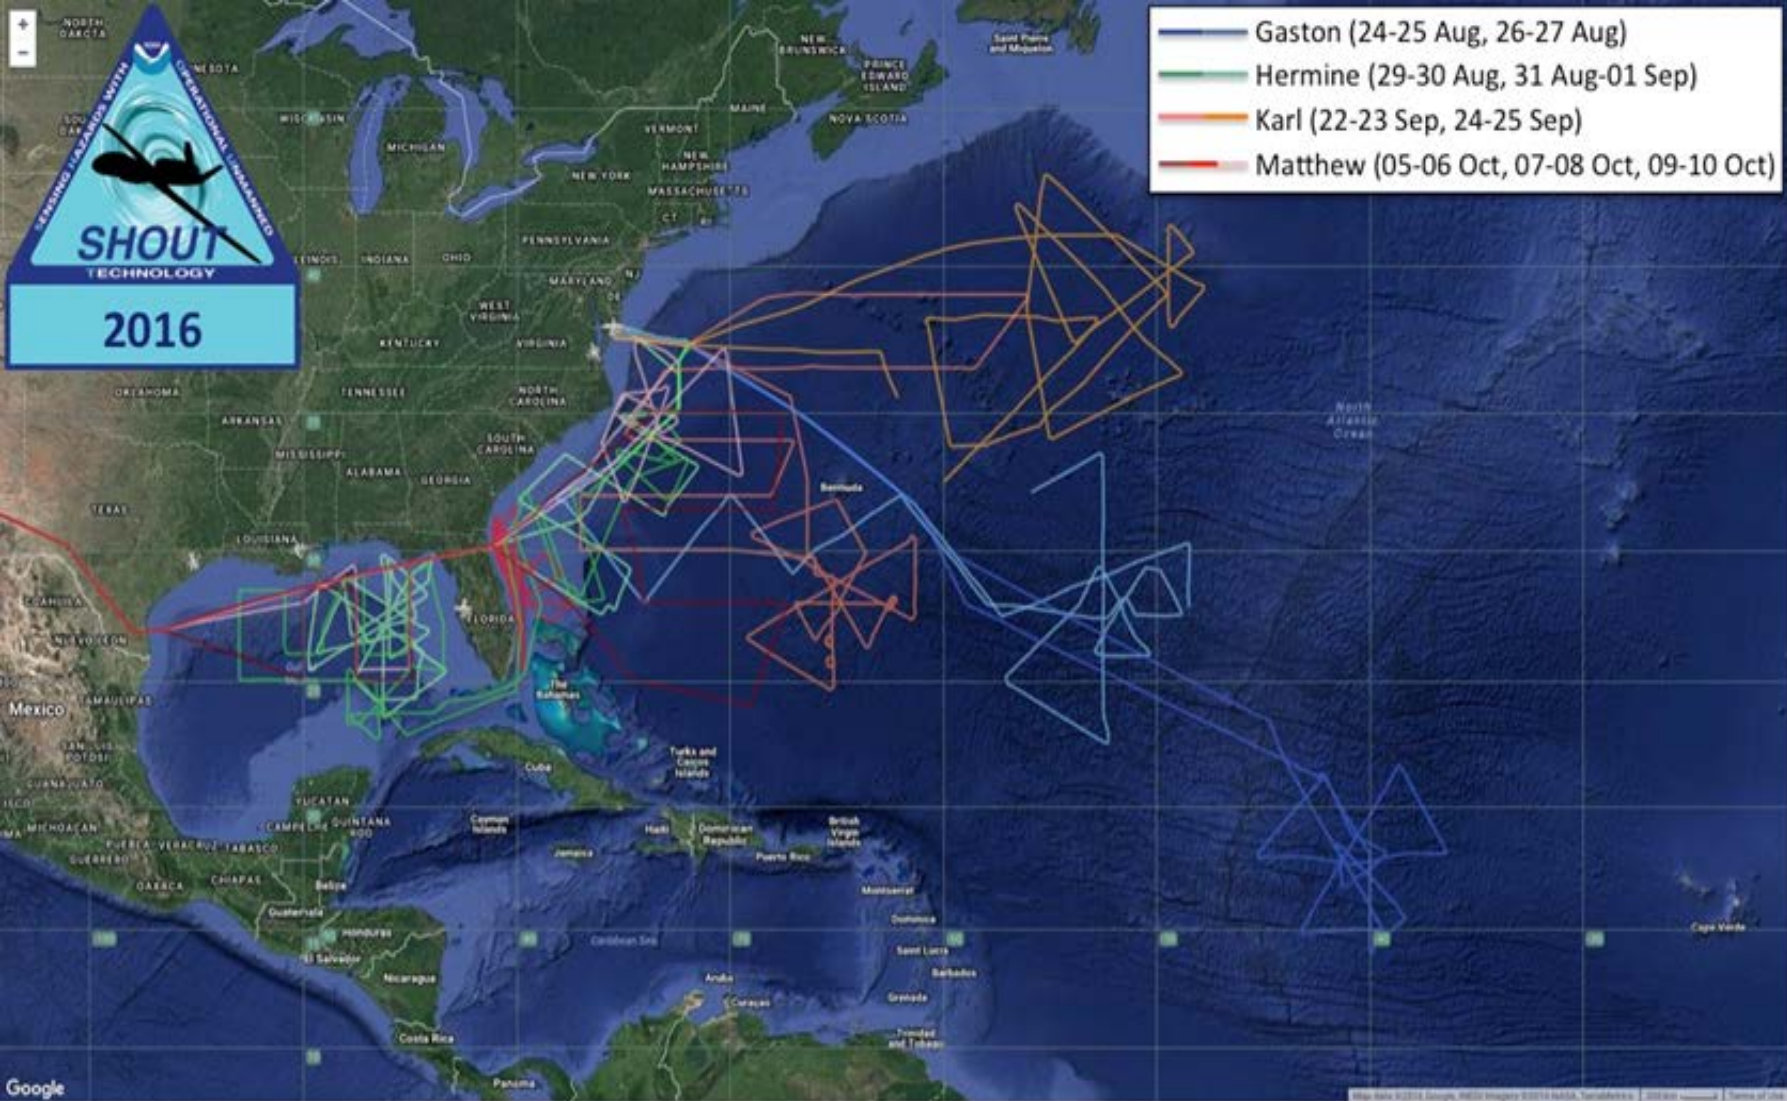 Gaston (24-25 Aug, 26-27 Aug)
Hermine (29-30 Aug, 31 Aug-01 Sep)
Karl (22-23 Sep, 24-25 Sep)
Matthew (05-06 Oct, 07-08 Oct, 09-10 Oct)
SENSING HAZARDS WITH
OPERATIONAL UNMANNED
SHOUT
TECHNOLOGY
2016
+
−
NORTH
DAKOTA
NEW
BRUNSWICK
Saint Pierre
and Miquelon
PRINCE
EDWARD
ISLAND
MAINE
NOVA SCOTIA
VERMONT
MICHIGAN
NEW
HAMPSHIRE
NEW YORK
MASSACHUSETTS
CT
RI
PENNSYLVANIA
INDIANA
OHIO
NJ
MARYLAND
DE
WEST
VIRGINIA
KENTUCKY
VIRGINIA
OKLAHOMA
TENNESSEE
NORTH
CAROLINA
ARKANSAS
SOUTH
CAROLINA
MISSISSIPPI
ALABAMA
GEORGIA
North
Atlantic
Ocean
Bermuda
TEXAS
LOUISIANA
COAHUILA
FLORIDA
NUEVO LEON
The
Bahamas
TAMAULIPAS
Mexico
SAN LUIS
POTOSI
Turks and
Caicos
Islands
Cuba
GUANAJUATO
YUCATAN
MICHOACAN
CAMPECHE
QUINTANA
ROO
Cayman
Islands
Haiti
Dominican
Republic
British
Virgin
Islands
PUEBLA
VERACRUZ
TABASCO
GUERRERO
Jamaica
Puerto Rico
OAXACA
CHIAPAS
Belize
Montserrat
Guatemala
Honduras
Dominica
Cape Verde
Caribbean Sea
El Salvador
Saint Lucia
Nicaragua
Aruba
Barbados
Curaçao
Grenada
Costa Rica
Trinidad
and Tobago
Panama
Google